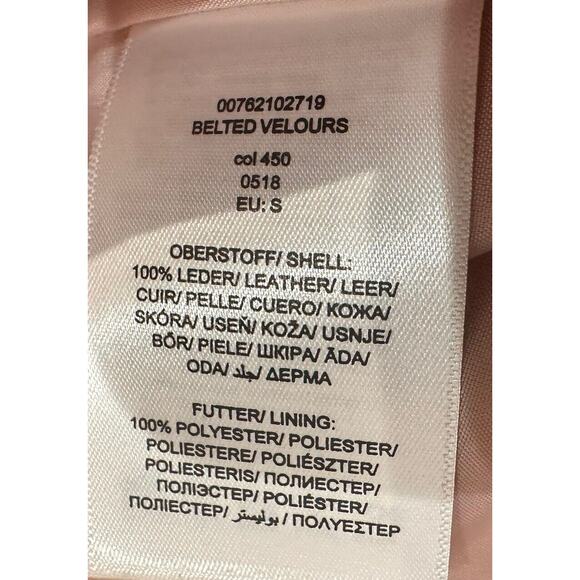 00762102719
BELTED VELOURS
col 450
0518
EU: S
OBERSTOFF/ SHELL:
100% LEDER/ LEATHER/ LEER/
CUIR/ PELLE/ CUERO/ КОЖА/
SKÓRA/ USEŇ/ KOŽA/ USNJE/
BŐR/ PIELE/ ШКІРА/ ĀDA/
ODA/ جلد/ ΔΕΡΜΑ
FUTTER/ LINING:
100% POLYESTER/ POLIESTER/
POLIESTERE/ POLIÉSZTER/
POLIESTERIS/ ПОЛИЕСТЕР/
ПОЛІЭСТЕР/ POLIÉSTER/
ПОЛІЕСТЕР/ بوليستر / ΠΟΛΥΕΣΤΕΡ